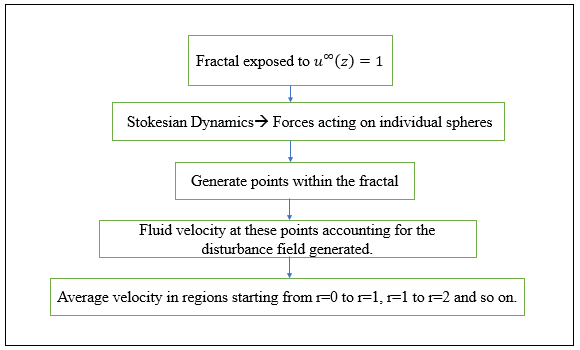 Fractal exposed to u^∞(z) = 1
Stokesian Dynamics→ Forces acting on individual spheres
Generate points within the fractal
Fluid velocity at these points accounting for the
disturbance field generated.
Average velocity in regions starting from r=0 to r=1, r=1 to r=2 and so on.